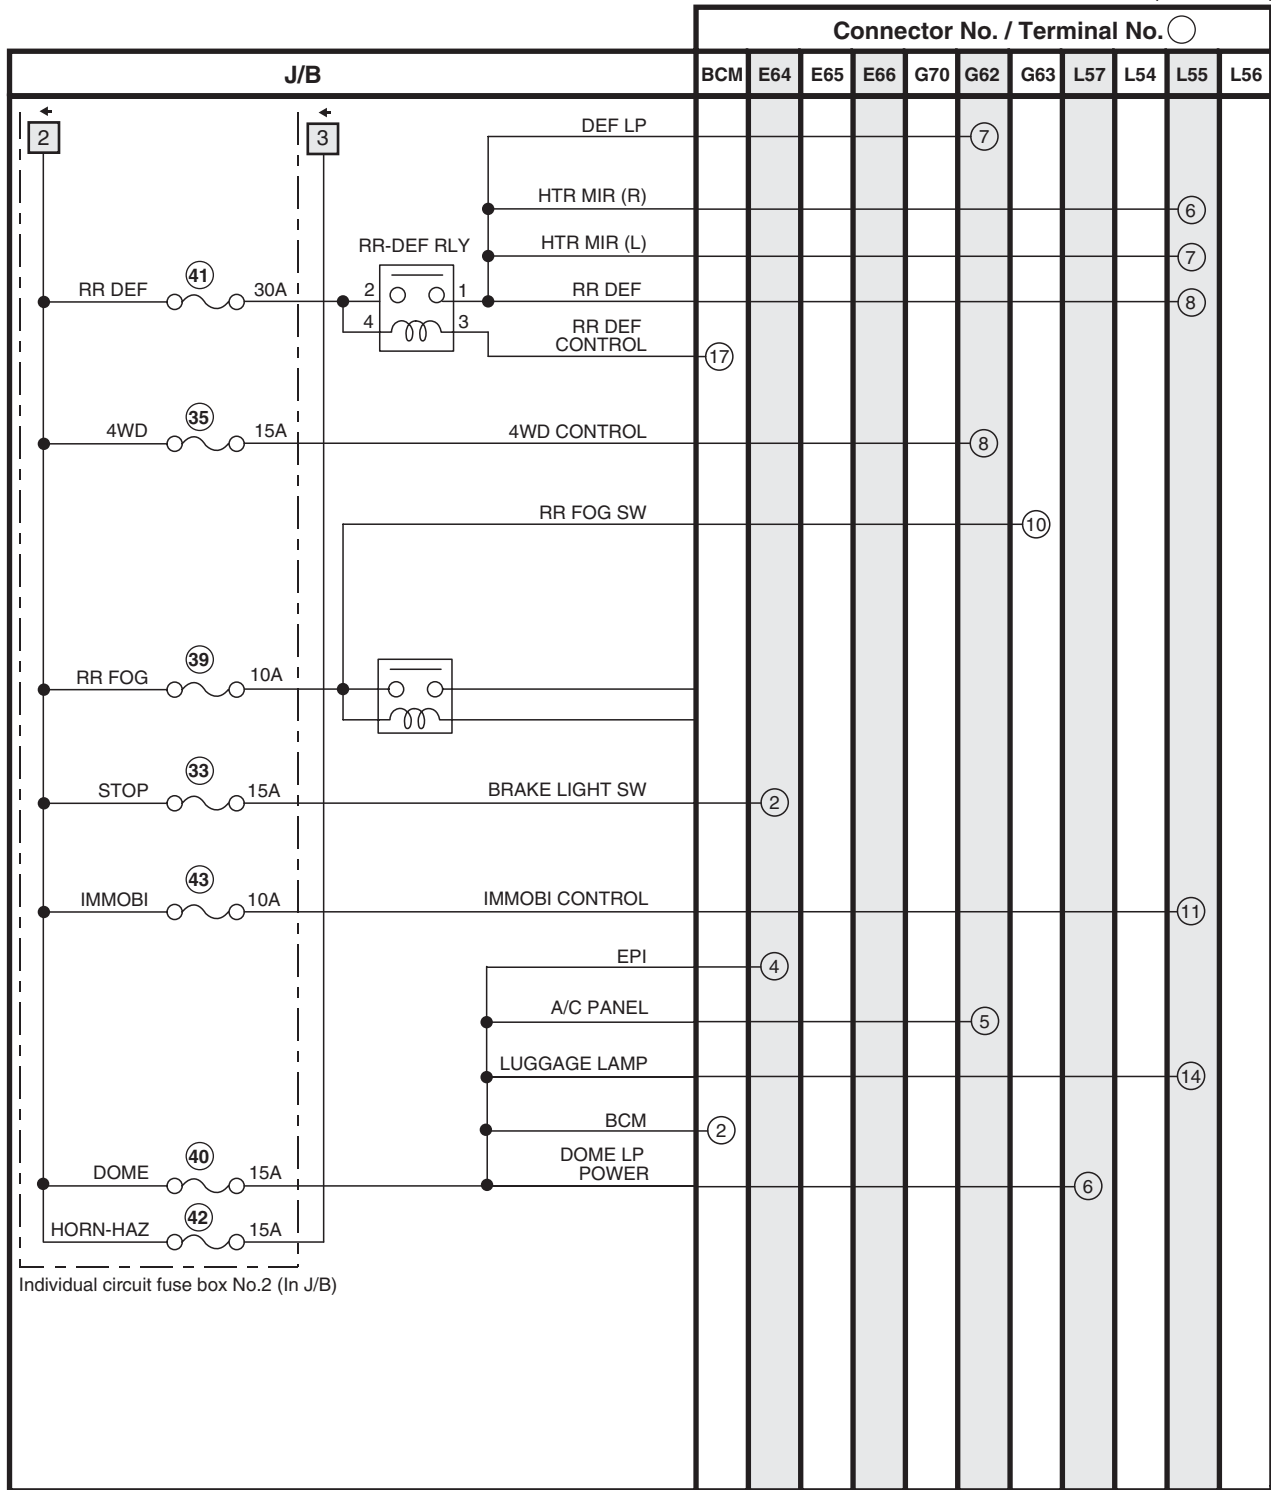 Connector No. / Terminal No.
J/B BCM E64 E65 E66 G70 G62 G63 L57 L54 L55 L56
2 3
DEF LP 7
HTR MIR (R) 6
RR-DEF RLY HTR MIR (L) 7
RR DEF 41 30A 2 1 RR DEF 8
4 3 RR DEF
CONTROL 17
4WD 35 15A 4WD CONTROL 8
RR FOG SW 10
RR FOG 39 10A
STOP 33 15A BRAKE LIGHT SW 2
IMMOBI 43 10A IMMOBI CONTROL 11
EPI 4
A/C PANEL 5
LUGGAGE LAMP 14
BCM 2
DOME 40 15A DOME LP
POWER 6
HORN-HAZ 42 15A
Individual circuit fuse box No.2 (In J/B)